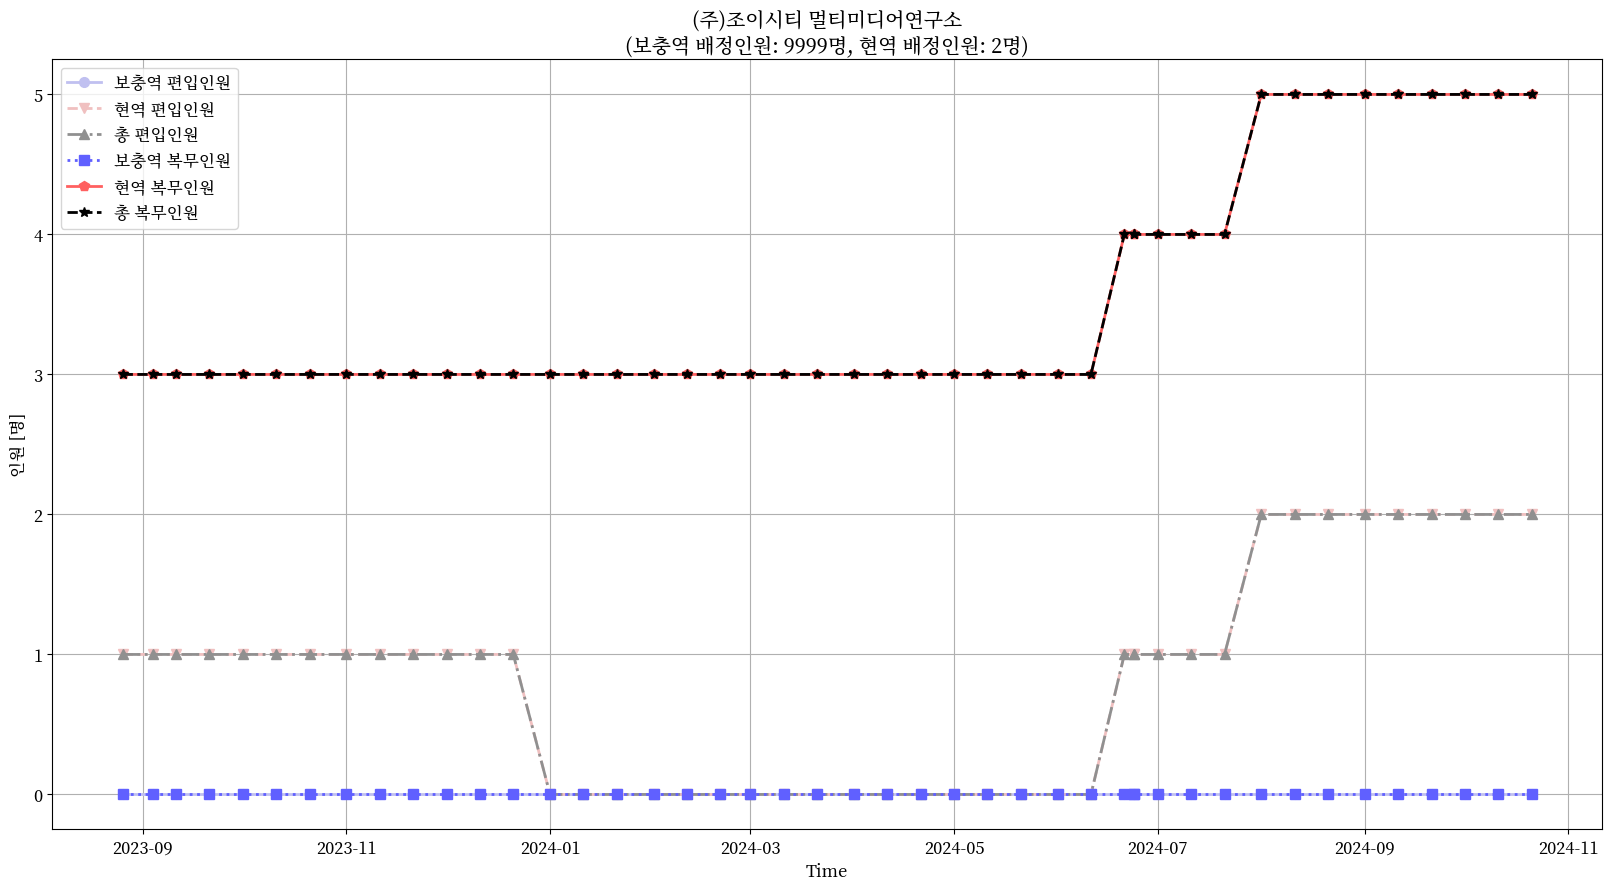 (주)조이시티 멀티미디어연구소
(보충역 배정인원: 9999명, 현역 배정인원: 2명)
보충역 편입인원
현역 편입인원
총 편입인원
보충역 복무인원
현역 복무인원
총 복무인원
5
4
3
2
1
0
인원 [명]
2023-09 2023-11 2024-01 2024-03 2024-05 2024-07 2024-09 2024-11
Time